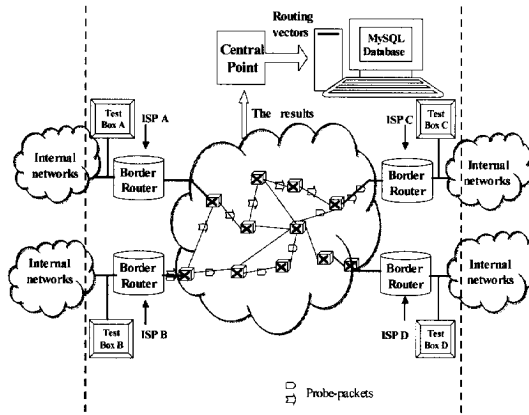 Routing
vectors
MySQL
Database
Central
Point
The results
Test
Box A
ISP A
ISP C
Test
Box C
Internal
networks
Border
Router
Border
Router
Internal
networks
Internal
networks
Border
Router
Border
Router
Internal
networks
Test
Box B
ISP B
ISP D
Test
Box D
Probe-packets